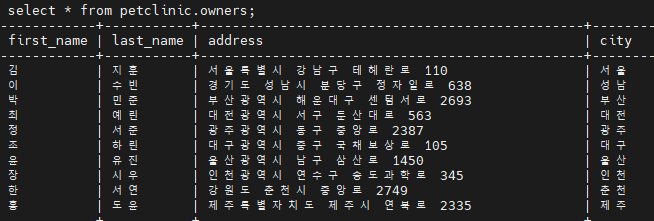 select * from petclinic.owners;
first_name | last_name | address | city
김 | 지훈 | 서울특별시 강남구 테헤란로 110 | 서울
이 | 수빈 | 경기도 성남시 분당구 정자일로 638 | 성남
박 | 민준 | 부산광역시 해운대구 센텀서로 2693 | 부산
최 | 예린 | 대전광역시 서구 둔산대로 563 | 대전
정 | 서준 | 광주광역시 동구 중앙로 2387 | 광주
조 | 하린 | 대구광역시 중구 국채보상로 105 | 대구
윤 | 유진 | 울산광역시 남구 삼산로 1450 | 울산
장 | 시우 | 인천광역시 연수구 송도과학로 345 | 인천
한 | 서연 | 강원도 춘천시 중앙로 2749 | 춘천
홍 | 도윤 | 제주특별자치도 제주시 연북로 2335 | 제주